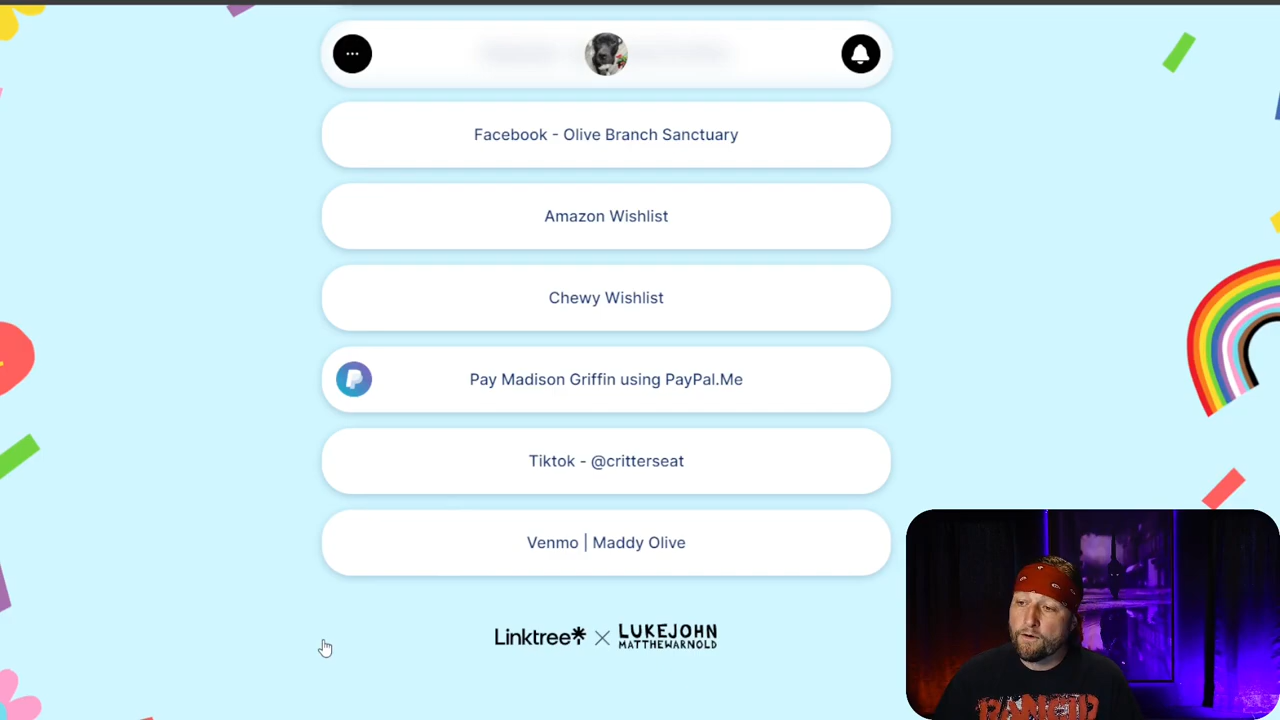 Facebook - Olive Branch Sanctuary
Amazon Wishlist
Chewy Wishlist
Pay Madison Griffin using PayPal.Me
Tiktok - @critterseat
Venmo | Maddy Olive
Linktree* × LUKEJOHN
MATTHEWARNOLD
RANCID